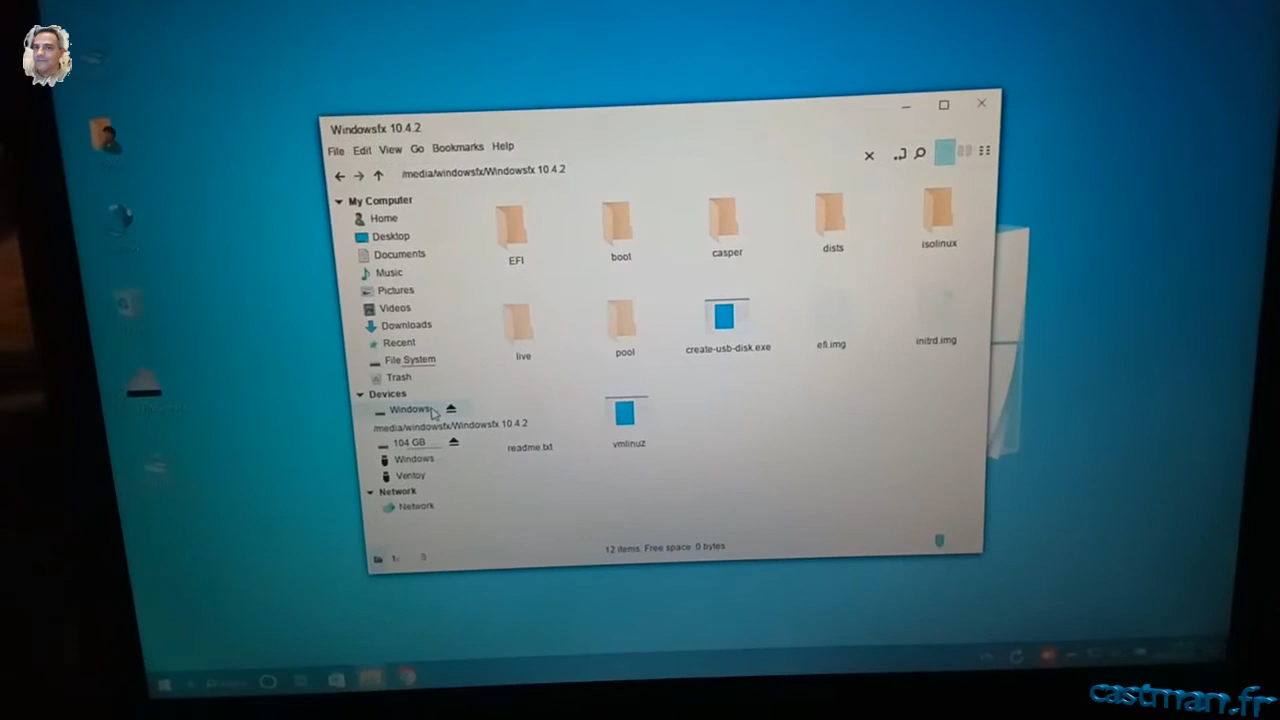 Windowsfx 10.4.2
File Edit View Go Bookmarks Help
/media/windowsfx/Windowsfx 10.4.2
My Computer
Home
Desktop
Documents
Music
Pictures
Videos
Downloads
Recent
File System
Trash
Devices
Windows
/media/windowsfx/Windowsfx 10.4.2
104 GB
Windows
Ventoy
Network
Network
EFI
boot
casper
dists
isolinux
live
pool
create-usb-disk.exe
efi.img
initrd.img
readme.txt
vmlinuz
12 items. Free space: 0 bytes
castman.fr